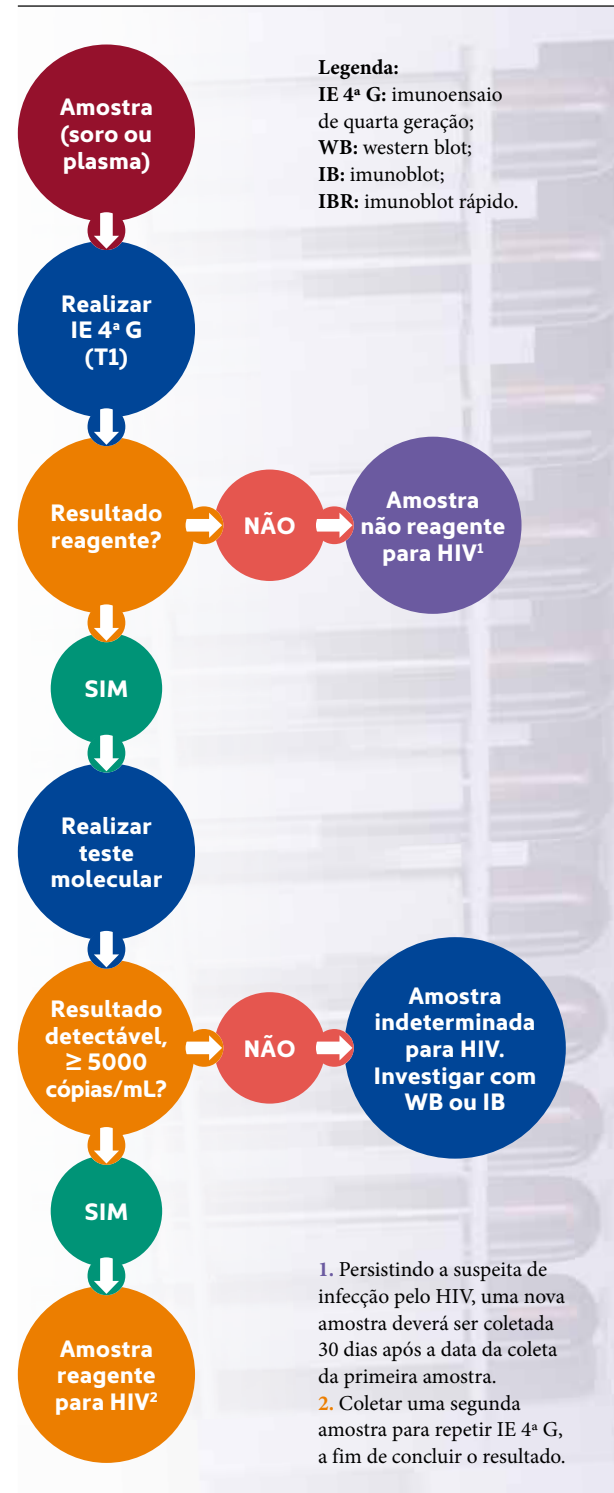 Amostra
(soro ou
plasma)
Legenda:
IE 4ª G: imunoensaio
de quarta geração;
WB: western blot;
IB: imunoblot;
IBR: imunoblot rápido.
Realizar
IE 4ª G
(T1)
Resultado
reagente?
NÃO
Amostra
não reagente
para HIV¹
SIM
Realizar
teste
molecular
Resultado
detectável,
≥ 5000
cópias/mL?
NÃO
Amostra
indeterminada
para HIV.
Investigar com
WB ou IB
SIM
Amostra
reagente
para HIV²
1. Persistindo a suspeita de
infecção pelo HIV, uma nova
amostra deverá ser coletada
30 dias após a data da coleta
da primeira amostra.
2. Coletar uma segunda
amostra para repetir IE 4ª G,
a fim de concluir o resultado.